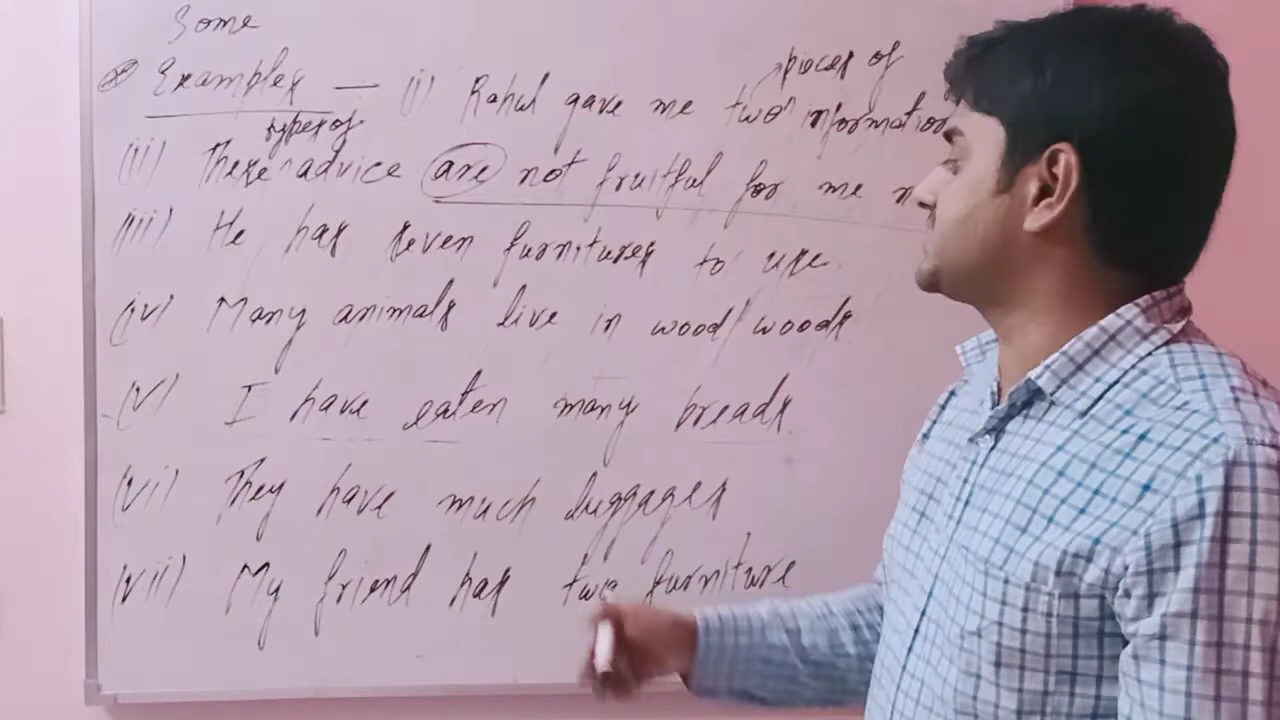 Some
Examples — (i) Rahul gave me two pieces of information
(ii) These types of advice are not fruitful for me
(iii) He has seven furnitures to use
(iv) Many animals live in wood/woods
(v) I have eaten many breads
(vi) They have much luggages
(vii) My friend has two furniture